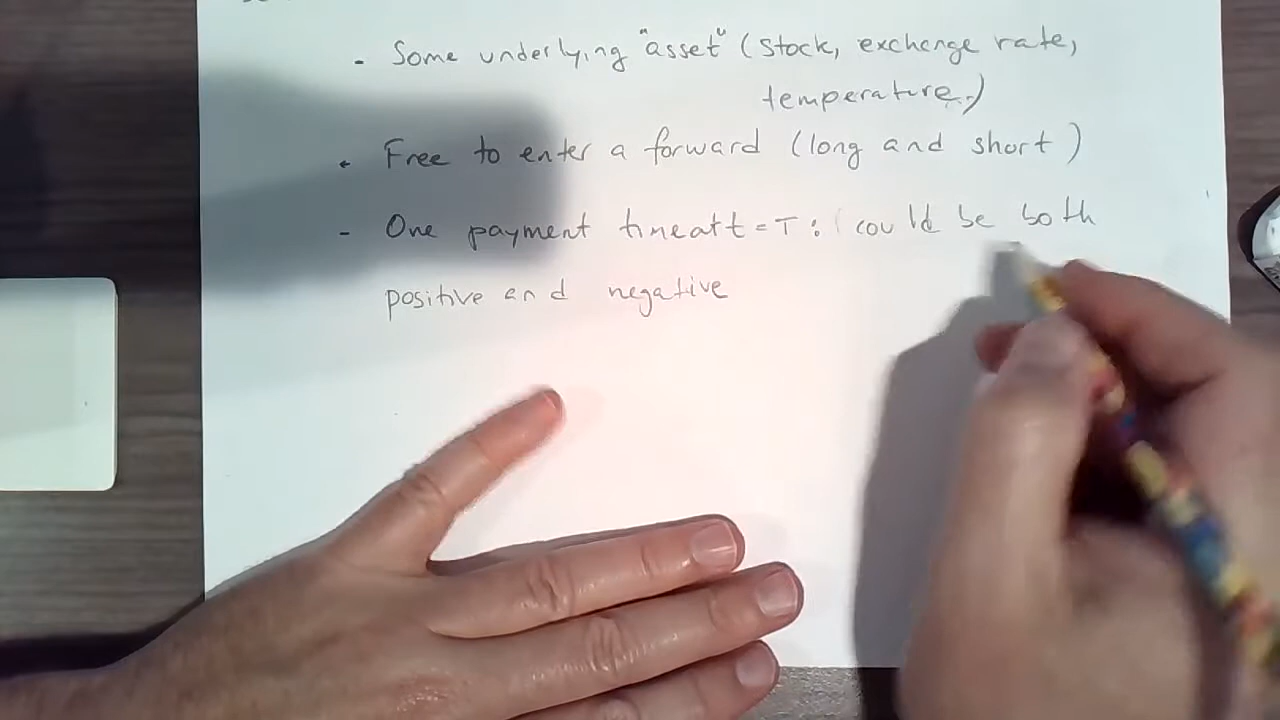 - Some underlying "asset" (stock, exchange rate,
temperature..)
- Free to enter a forward (long and short)
- One payment time at t = T : could be both
positive and negative